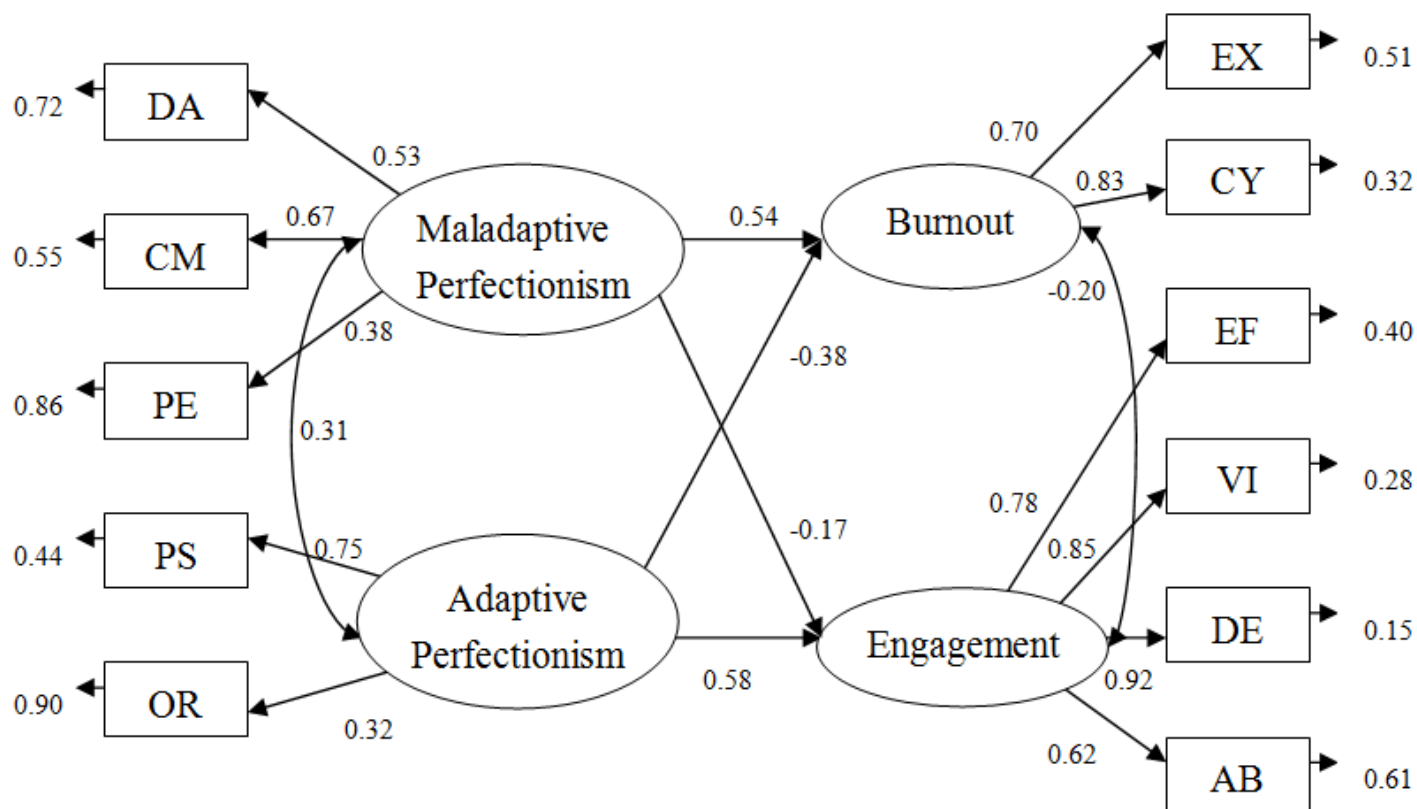 EX
0.51
DA
0.72
0.53
0.70
CY
0.83
0.32
CM
0.67
0.55
Maladaptive
Perfectionism
0.54
Burnout
-0.20
EF
0.40
0.38
PE
0.86
-0.38
0.31
VI
0.28
0.78
PS
0.44
0.75
-0.17
0.85
Adaptive
Perfectionism
Engagement
DE
0.15
0.58
0.92
OR
0.90
0.32
0.62
AB
0.61